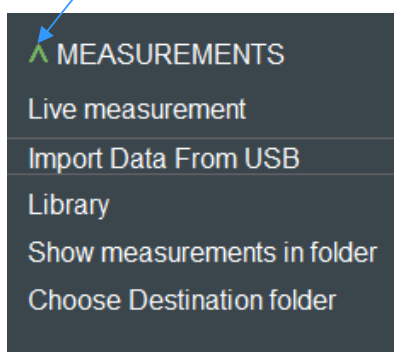 MEASUREMENTS
Live measurement
Import Data From USB
Library
Show measurements in folder
Choose Destination folder